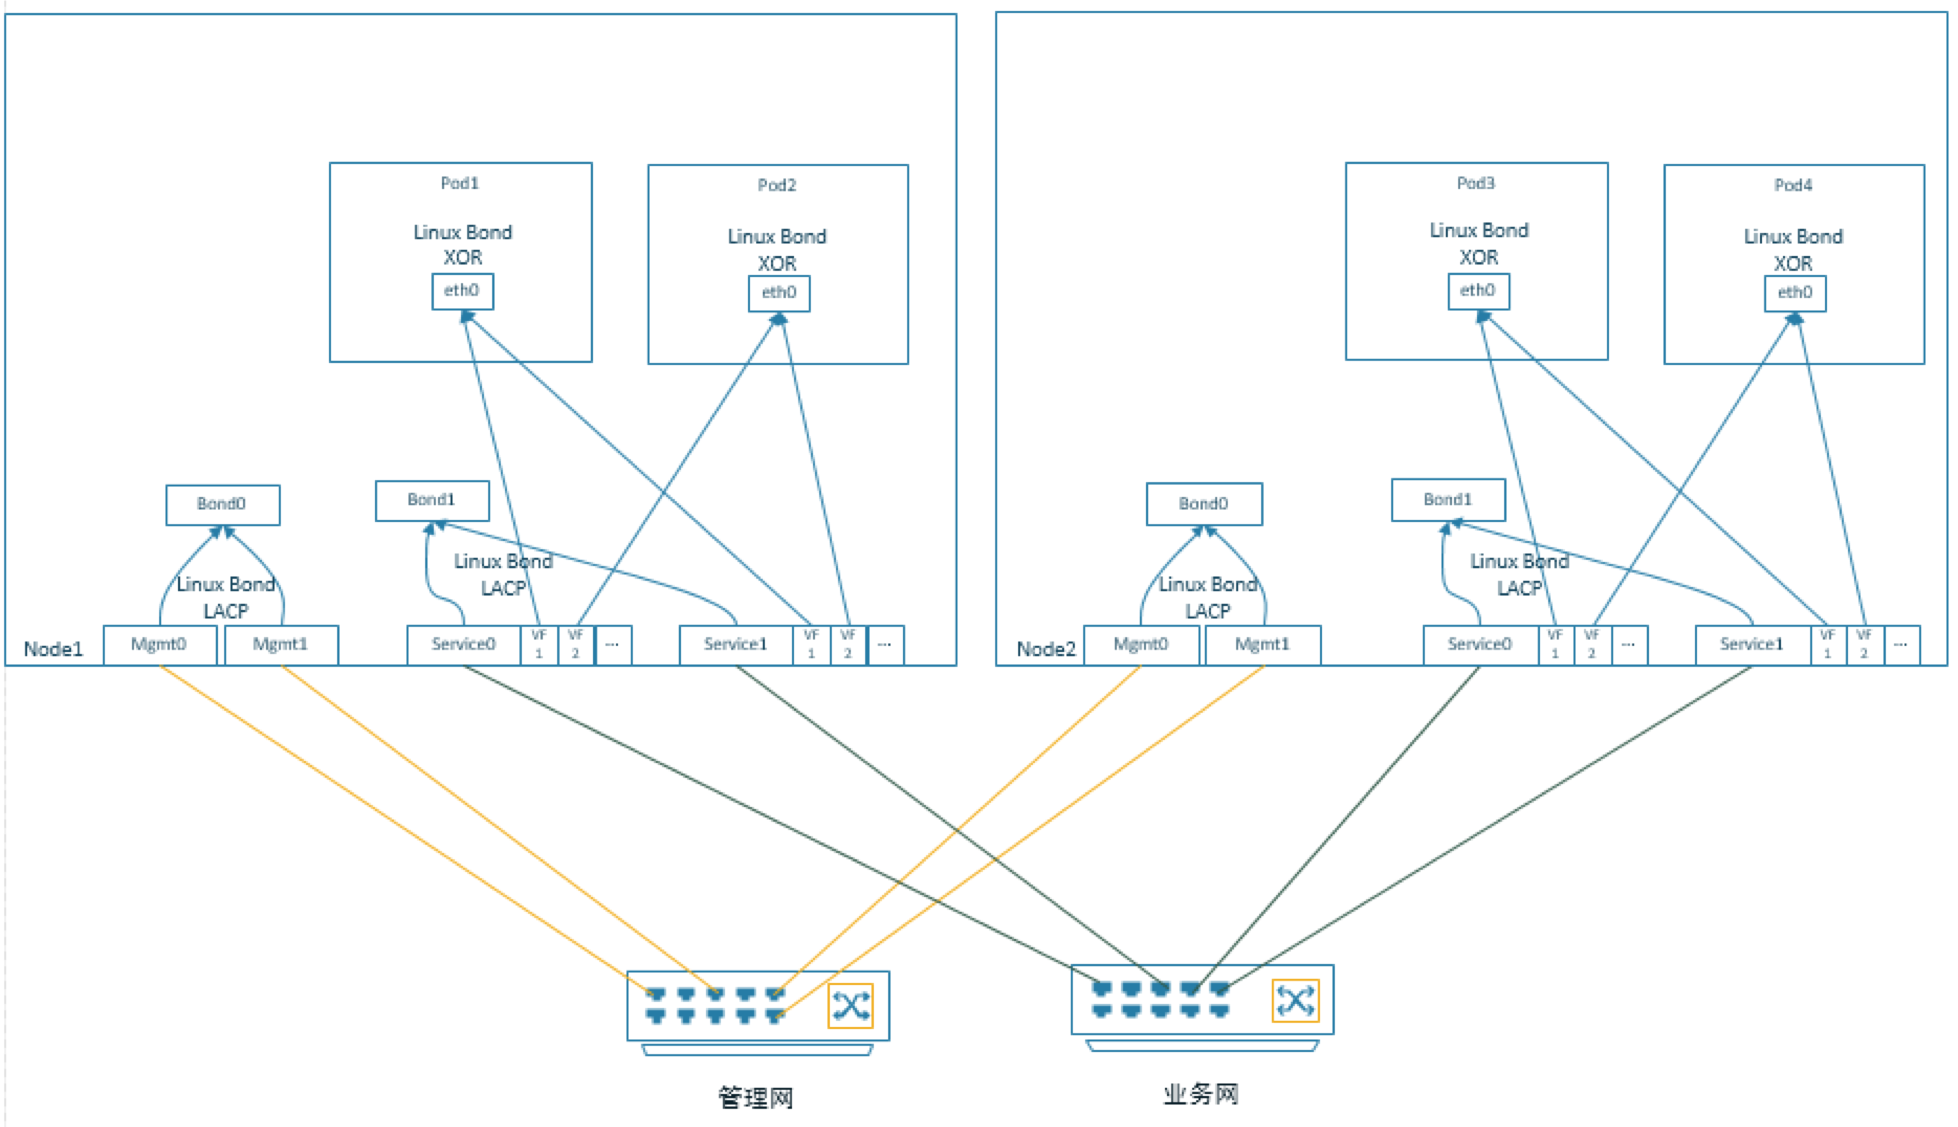 Pod1
Linux Bond
XOR
eth0
Pod2
Linux Bond
XOR
eth0
Bond0
Linux Bond
LACP
Bond1
Linux Bond
LACP
Node1
Mgmt0
Mgmt1
Service0
VF
1
VF
2
...
Service1
VF
1
VF
2
...
Pod3
Linux Bond
XOR
eth0
Pod4
Linux Bond
XOR
eth0
Bond0
Linux Bond
LACP
Bond1
Linux Bond
LACP
Node2
Mgmt0
Mgmt1
Service0
VF
1
VF
2
...
Service1
VF
1
VF
2
...
管理网
业务网